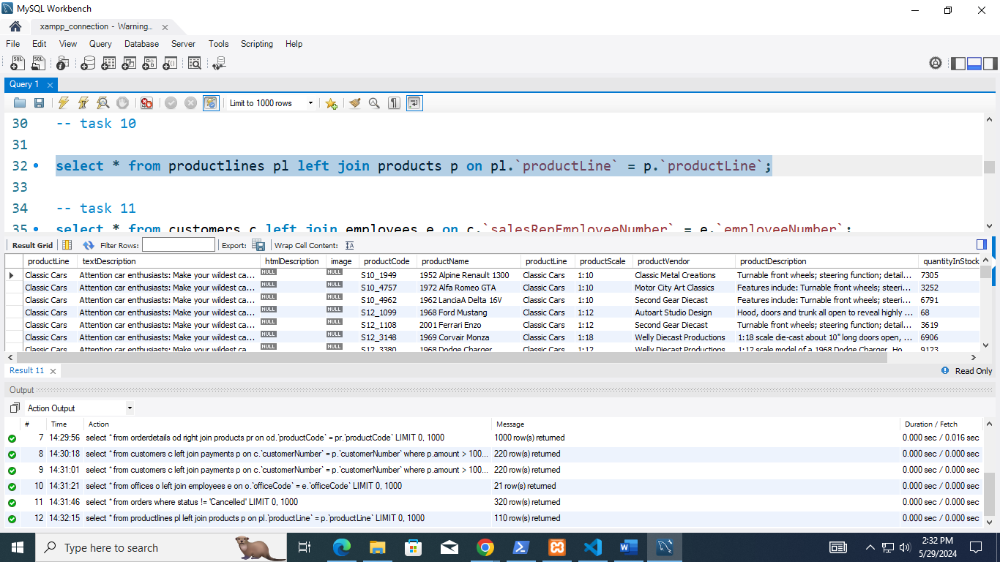 MySQL Workbench
xampp_connection - Warning...
File Edit View Query Database Server Tools Scripting Help
Query 1
Limit to 1000 rows
30 -- task 10
31
32 select * from productlines pl left join products p on pl.`productLine` = p.`productLine`;
33
34 -- task 11
35 select * from customers c left join employees e on c.`salesRepEmployeeNumber` = e.`employeeNumber`;
Result Grid Filter Rows: Export: Wrap Cell Content:
productLine textDescription htmlDescription image productCode productName productLine productScale productVendor productDescription quantityInStock
Classic Cars Attention car enthusiasts: Make your wildest ca... NULL NULL S10_1949 1952 Alpine Renault 1300 Classic Cars 1:10 Classic Metal Creations Turnable front wheels; steering function; detail... 7305
Classic Cars Attention car enthusiasts: Make your wildest ca... NULL NULL S10_4757 1972 Alfa Romeo GTA Classic Cars 1:10 Motor City Art Classics Features include: Turnable front wheels; steeri... 3252
Classic Cars Attention car enthusiasts: Make your wildest ca... NULL NULL S10_4962 1962 LanciaA Delta 16V Classic Cars 1:10 Second Gear Diecast Features include: Turnable front wheels; steeri... 6791
Classic Cars Attention car enthusiasts: Make your wildest ca... NULL NULL S12_1099 1968 Ford Mustang Classic Cars 1:12 Autoart Studio Design Hood, doors and trunk all open to reveal highly ... 68
Classic Cars Attention car enthusiasts: Make your wildest ca... NULL NULL S12_1108 2001 Ferrari Enzo Classic Cars 1:12 Second Gear Diecast Turnable front wheels; steering function; detail... 3619
Classic Cars Attention car enthusiasts: Make your wildest ca... NULL NULL S12_3148 1969 Corvair Monza Classic Cars 1:18 Welly Diecast Productions 1:18 scale die-cast about 10" long doors open, ... 6906
Classic Cars Attention car enthusiasts: Make your wildest ca... NULL NULL S12_3380 1968 Dodge Charger Classic Cars 1:12 Welly Diecast Productions 1:12 scale model of a 1968 Dodge Charger. Ho... 9123
Result 11 Read Only
Output
Action Output
# Time Action Message Duration / Fetch
7 14:29:56 select * from orderdetails od right join products pr on od.`productCode` = pr.`productCode` LIMIT 0, 1000 1000 row(s) returned 0.000 sec / 0.016 sec
8 14:30:18 select * from customers c left join payments p on c.`customerNumber` = p.`customerNumber` where p.amount > 100... 220 row(s) returned 0.000 sec / 0.000 sec
9 14:31:01 select * from customers c left join payments p on c.`customerNumber` = p.`customerNumber` where p.amount > 100... 220 row(s) returned 0.000 sec / 0.000 sec
10 14:31:21 select * from offices o left join employees e on o.`officeCode` = e.`officeCode` LIMIT 0, 1000 21 row(s) returned 0.000 sec / 0.000 sec
11 14:31:46 select * from orders where status != 'Cancelled' LIMIT 0, 1000 320 row(s) returned 0.000 sec / 0.000 sec
12 14:32:15 select * from productlines pl left join products p on pl.`productLine` = p.`productLine` LIMIT 0, 1000 110 row(s) returned 0.000 sec / 0.000 sec
Type here to search
2:32 PM
5/29/2024